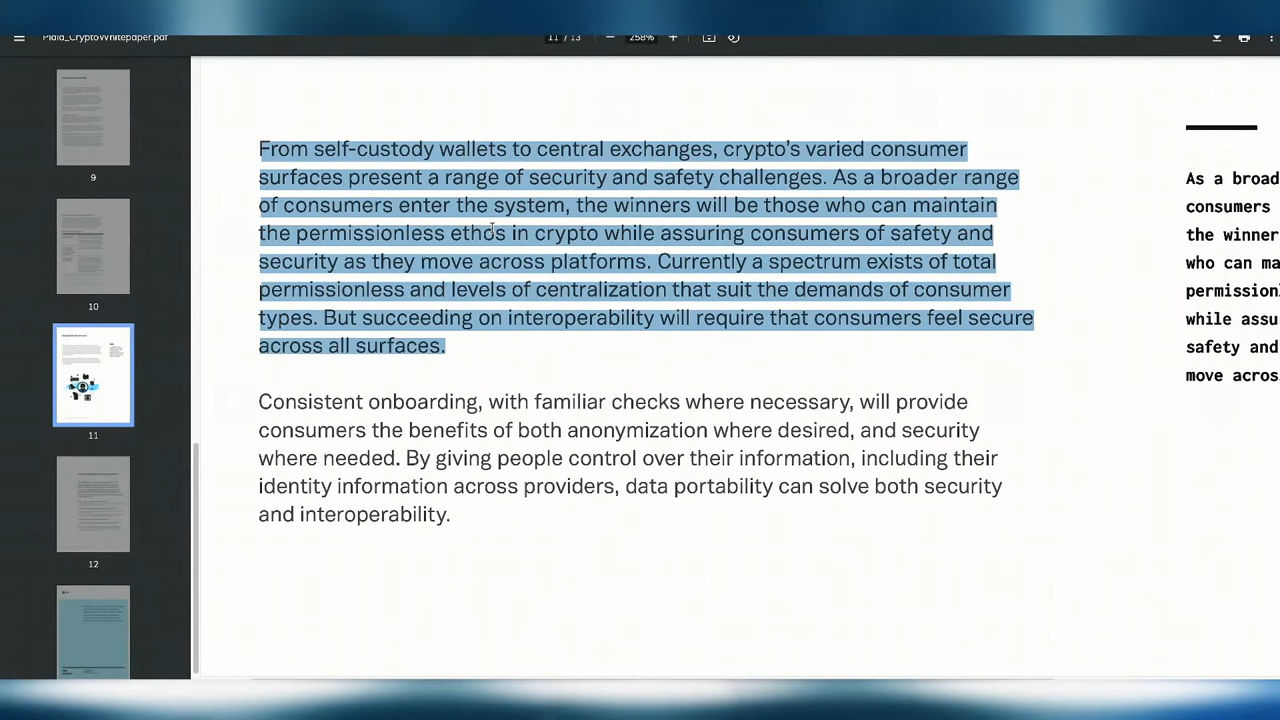 Plaid_CryptoWhitepaper.pdf
11 / 13
258%
9
10
11
12
From self-custody wallets to central exchanges, crypto's varied consumer
surfaces present a range of security and safety challenges. As a broader range
of consumers enter the system, the winners will be those who can maintain
the permissionless ethos in crypto while assuring consumers of safety and
security as they move across platforms. Currently a spectrum exists of total
permissionless and levels of centralization that suit the demands of consumer
types. But succeeding on interoperability will require that consumers feel secure
across all surfaces.
Consistent onboarding, with familiar checks where necessary, will provide
consumers the benefits of both anonymization where desired, and security
where needed. By giving people control over their information, including their
identity information across providers, data portability can solve both security
and interoperability.
As a broad
consumers
the winner
who can ma
permission
while assu
safety and
move acros